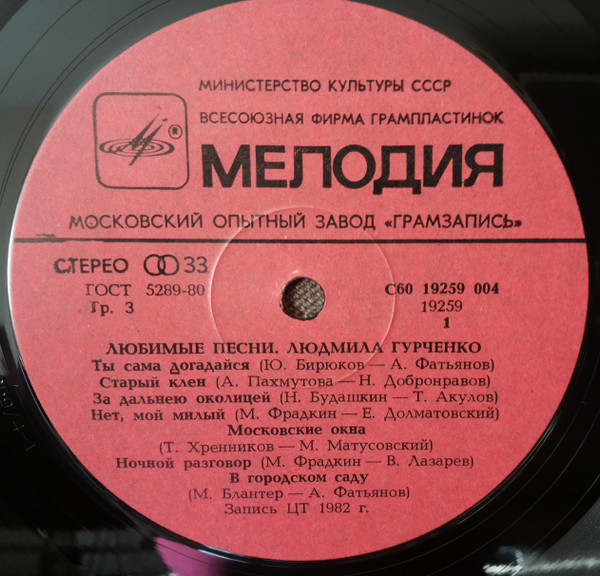 МИНИСТЕРСТВО КУЛЬТУРЫ СССР
ВСЕСОЮЗНАЯ ФИРМА ГРАМПЛАСТИНОК
®
МЕЛОДИЯ
МОСКОВСКИЙ ОПЫТНЫЙ ЗАВОД «ГРАМЗАПИСЬ»
СТЕРЕО 33
ГОСТ 5289-80
Гр. 3
С60 19259 004
19259
1
ЛЮБИМЫЕ ПЕСНИ. ЛЮДМИЛА ГУРЧЕНКО
Ты сама догадайся (Ю. Бирюков — А. Фатьянов)
Старый клен (А. Пахмутова — Н. Добронравов)
За дальнею околицей (Н. Будашкин — Т. Акулов)
Нет, мой милый (М. Фрадкин — Е. Долматовский)
Московские окна
(Т. Хренников — М. Матусовский)
Ночной разговор (М. Фрадкин — В. Лазарев)
В городском саду
(М. Блантер — А. Фатьянов)
Запись ЦТ 1982 г.